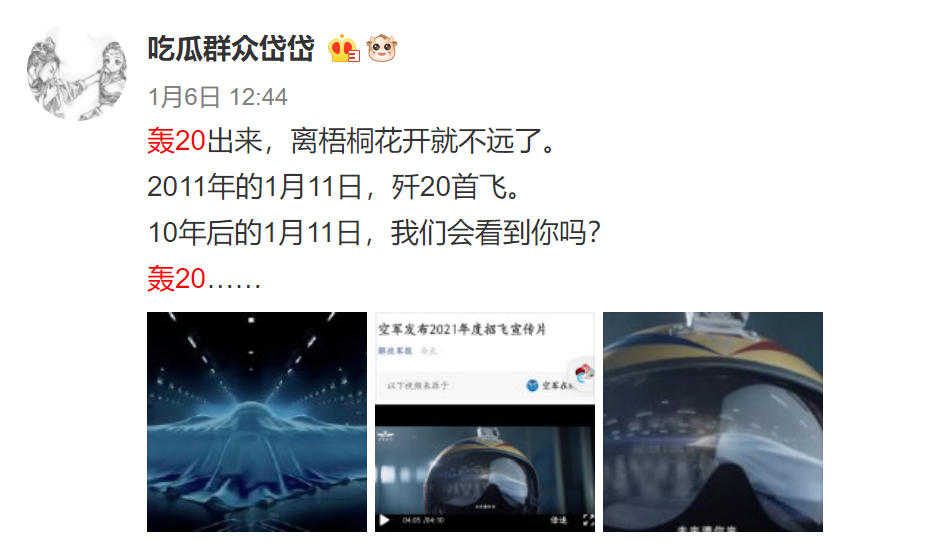 吃瓜群众岱岱
1月6日 12:44
轰20出来，离梧桐花开就不远了。
2011年的1月11日，歼20首飞。
10年后的1月11日，我们会看到你吗？
轰20……
空军发布2021年度招飞宣传片
解放军报 今天
以下视频来源于
空军在
04:05 /04:10
倍速
未来请你来